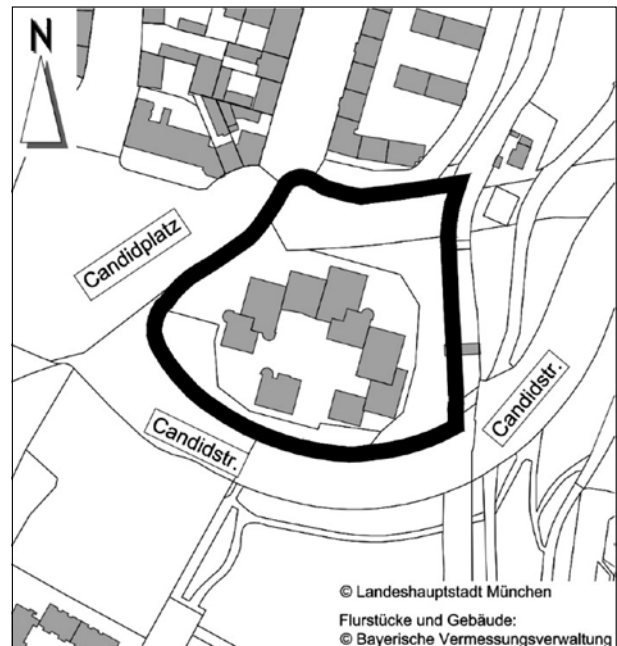 N
Candidplatz
Candidstr.
Candidstr.
© Landeshauptstadt München
Flurstücke und Gebäude:
© Bayerische Vermessungsverwaltung